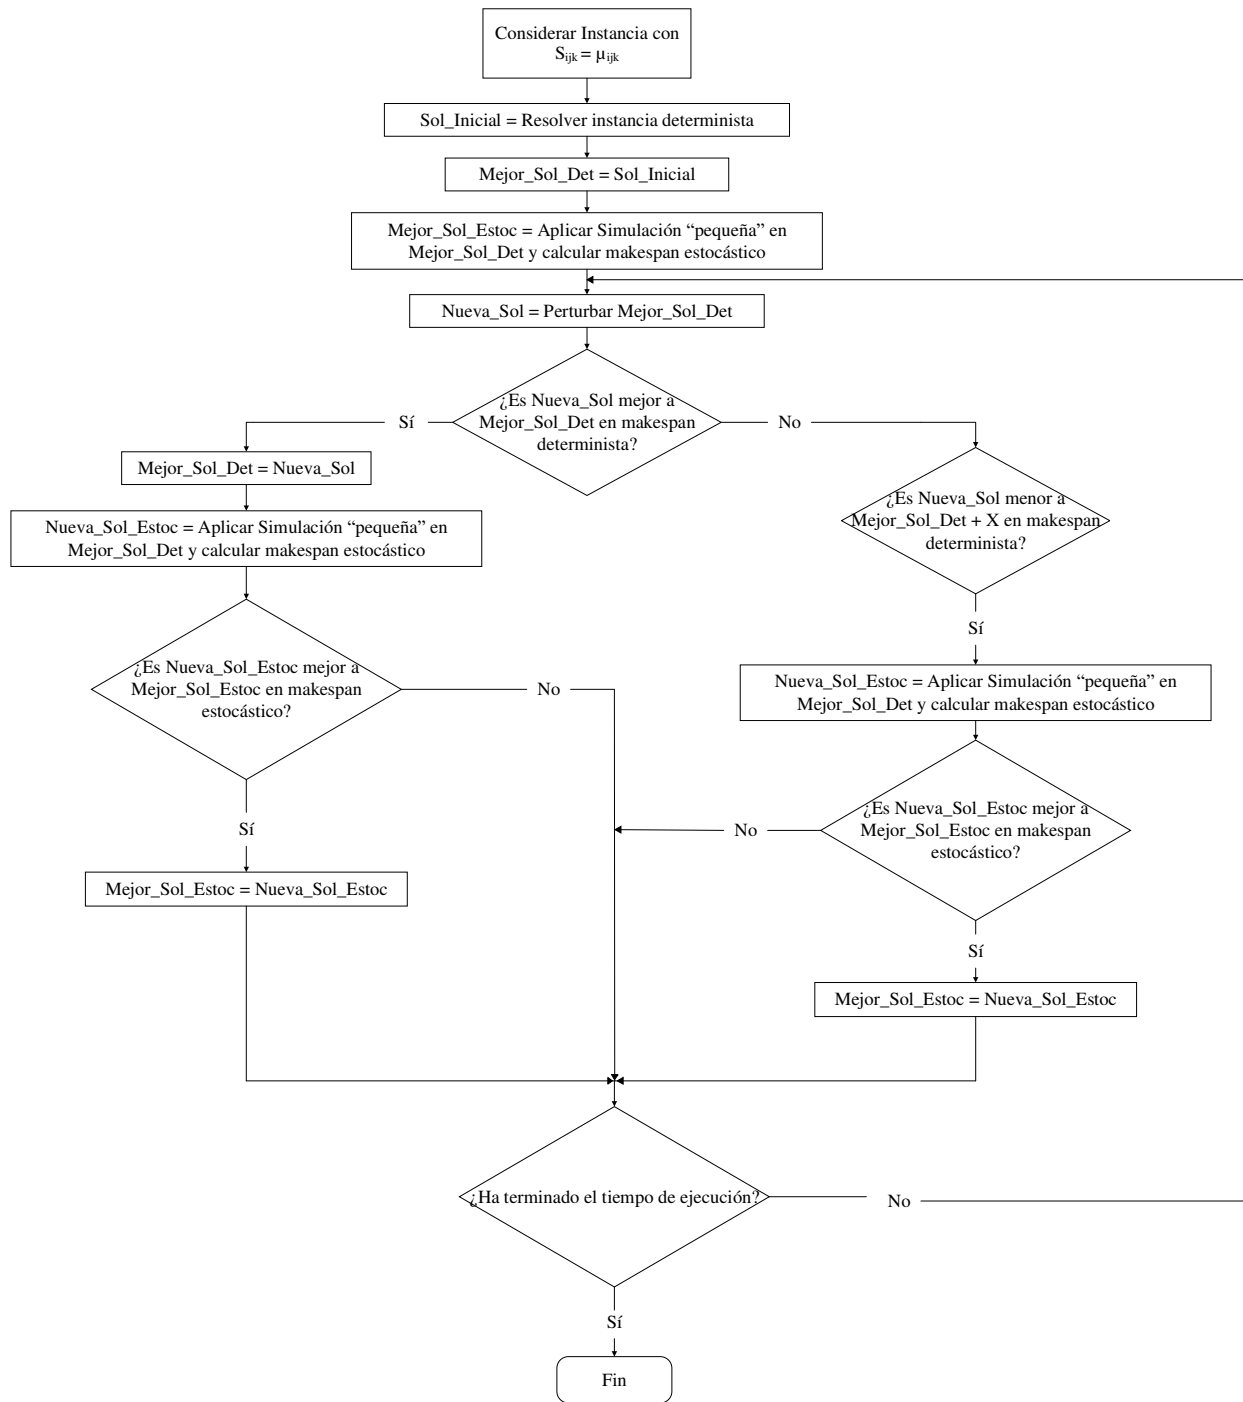 Considerar Instancia con
Sijk = µijk
Sol_Inicial = Resolver instancia determinista
Mejor_Sol_Det = Sol_Inicial
Mejor_Sol_Estoc = Aplicar Simulación “pequeña” en
Mejor_Sol_Det y calcular makespan estocástico
Nueva_Sol = Perturbar Mejor_Sol_Det
¿Es Nueva_Sol mejor a
Mejor_Sol_Det en makespan
determinista?
Sí
No
Mejor_Sol_Det = Nueva_Sol
Nueva_Sol_Estoc = Aplicar Simulación “pequeña” en
Mejor_Sol_Det y calcular makespan estocástico
¿Es Nueva_Sol menor a
Mejor_Sol_Det + X en makespan
determinista?
Sí
¿Es Nueva_Sol_Estoc mejor a
Mejor_Sol_Estoc en makespan
estocástico?
No
Nueva_Sol_Estoc = Aplicar Simulación “pequeña” en
Mejor_Sol_Det y calcular makespan estocástico
Sí
No
¿Es Nueva_Sol_Estoc mejor a
Mejor_Sol_Estoc en makespan
estocástico?
Mejor_Sol_Estoc = Nueva_Sol_Estoc
Sí
Mejor_Sol_Estoc = Nueva_Sol_Estoc
¿Ha terminado el tiempo de ejecución?
No
Sí
Fin